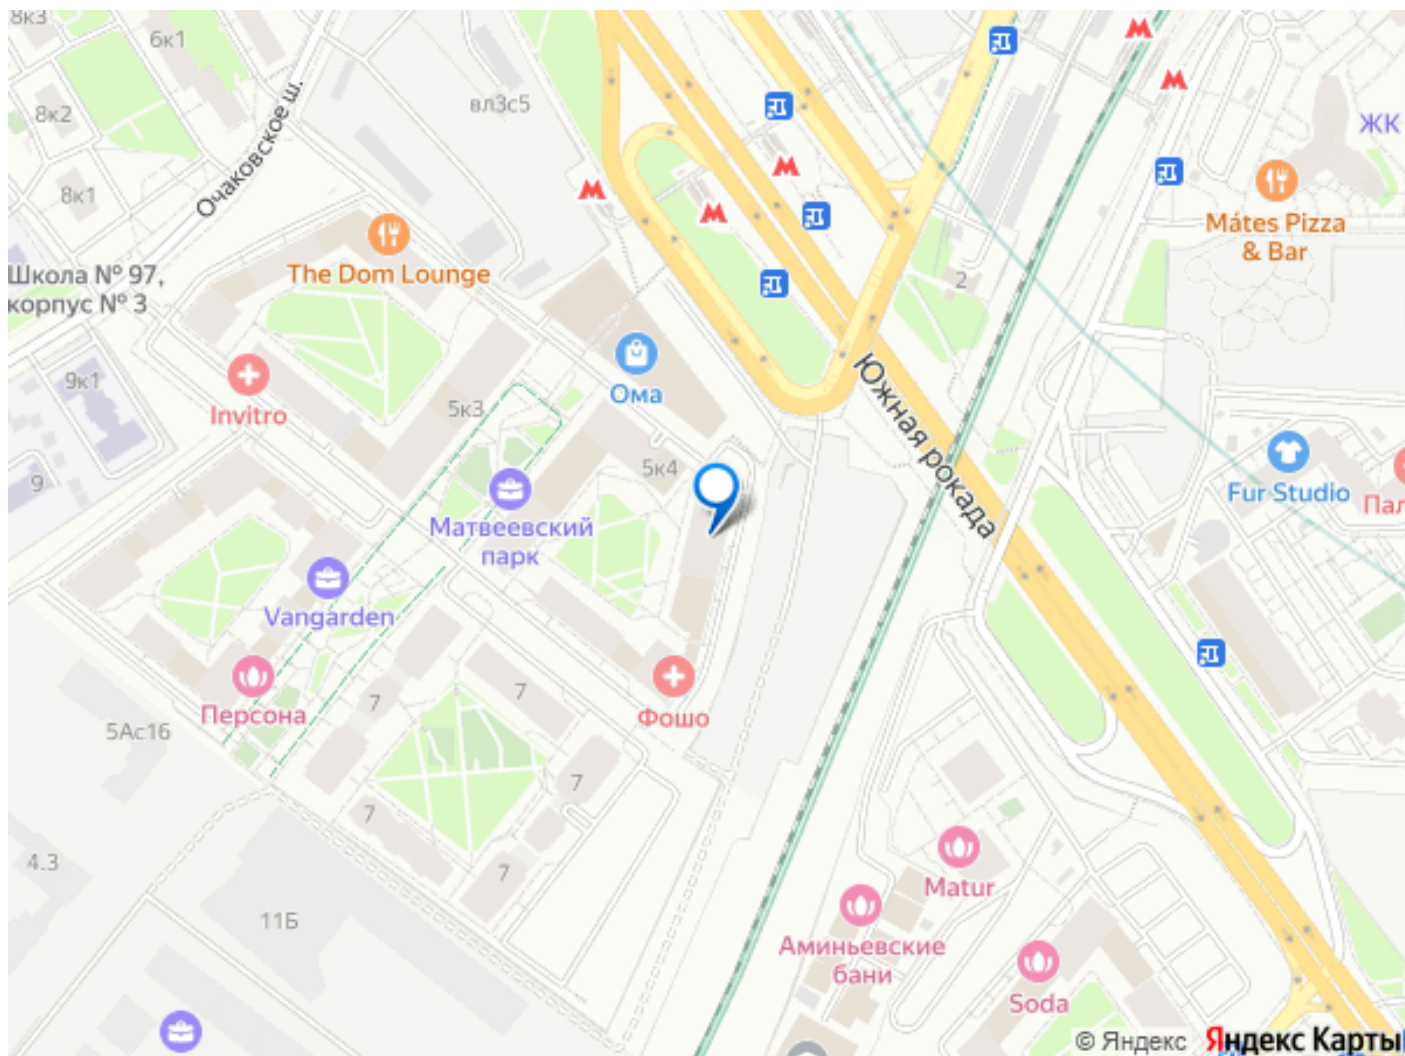 8к3
6к1
вл3с5
8к2
Очаковское ш.
8к1
ЖК
Mátes Pizza
& Bar
The Dom Lounge
Школа № 97,
корпус № 3
2
9к1
Ома
Invitro
5к3
Южная рокада
5к4
9
Fur Studio
Пал
Матвеевский
парк
Vangarden
7
7
Персона
Фошо
5Ас16
7
7
4.3
7
Matur
11Б
Аминьевские
бани
Soda
© Яндекс Яндекс Карты